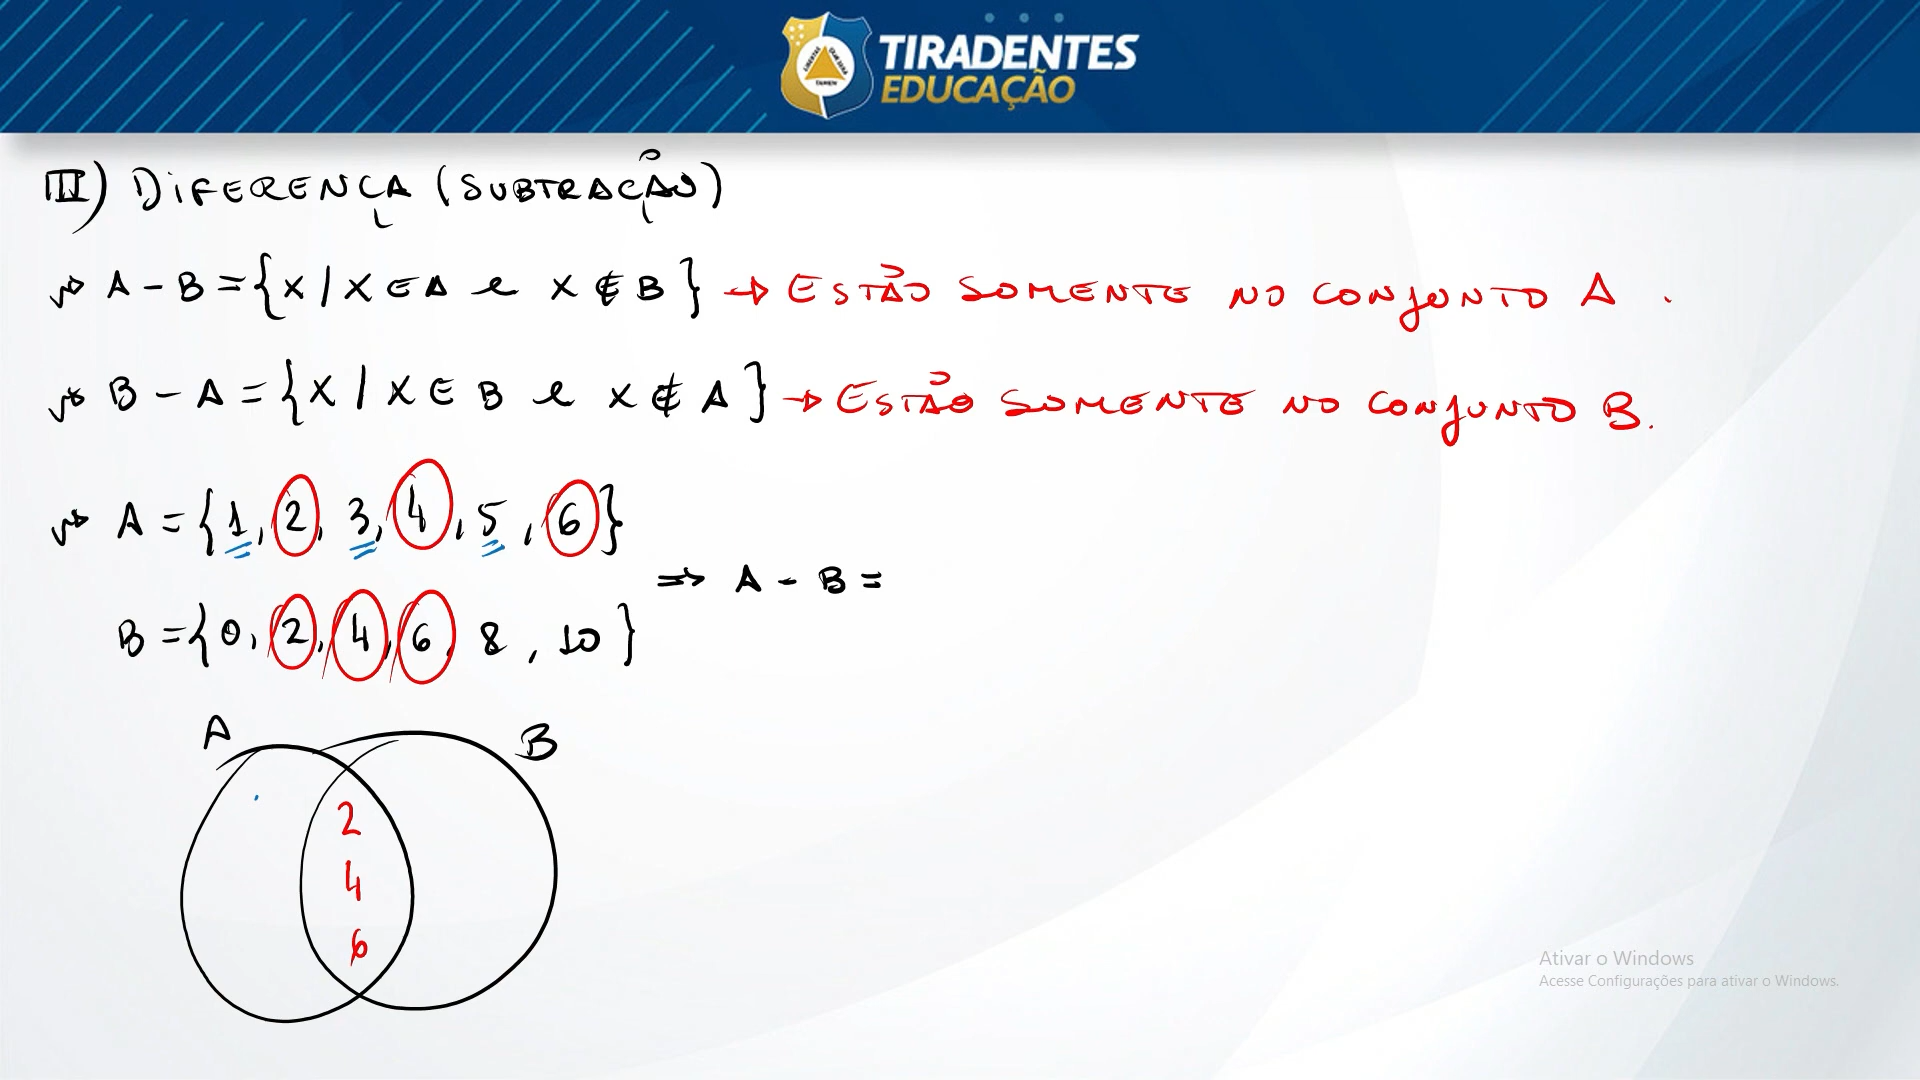 TIRADENTES
EDUCAÇÃO
III) DIFERENÇA (SUBTRAÇÃO)
A - B = {x / x ∈ A e x ∉ B} → ESTÃO SOMENTE NO CONJUNTO A.
B - A = {x / x ∈ B e x ∉ A} → ESTÃO SOMENTE NO CONJUNTO B.
A = {1, 2, 3, 4, 5, 6}
⇒ A - B =
B = {0, 2, 4, 6, 8, 10}
A B
2
4
6
Ativar o Windows
Acesse Configurações para ativar o Windows.